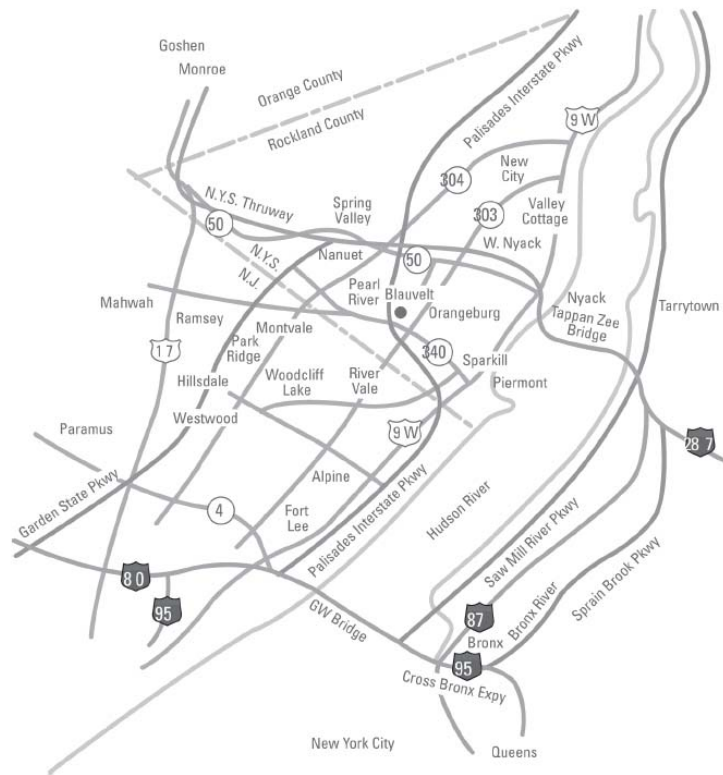 Goshen
Monroe
Orange County
Rockland County
Palisades Interstate Pkwy
9 W
304
New City
303
Valley Cottage
N.Y.S. Thruway
Spring Valley
50
W. Nyack
N.Y.S.
N.J.
Nanuet
50
Pearl River
Blauvelt
Mahwah
Ramsey
Orangeburg
Nyack
Tappan Zee Bridge
Tarrytown
17
Park Ridge
Montvale
340
Sparkill
Hillsdale
Woodcliff Lake
River Vale
Piermont
Westwood
Paramus
9 W
28 7
Garden State Pkwy
Alpine
4
Fort Lee
Palisades Interstate Pkwy
Hudson River
Saw Mill River Pkwy
80
95
GW Bridge
87
Bronx
Bronx River
Sprain Brook Pkwy
95
Cross Bronx Expy
New York City
Queens